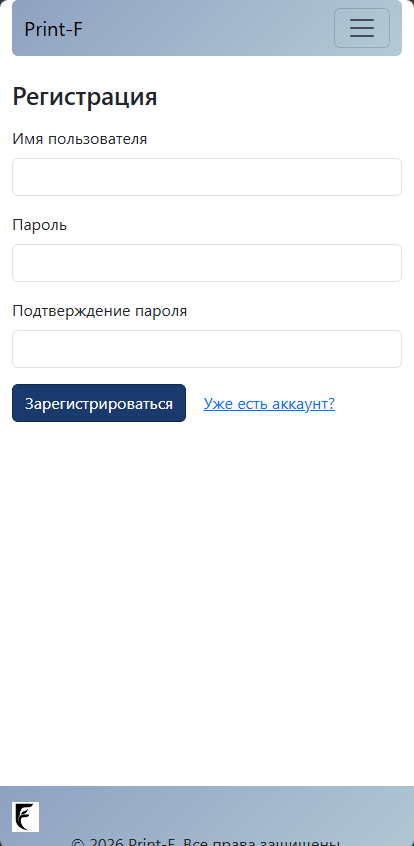 Print-F
Регистрация
Имя пользователя
Пароль
Подтверждение пароля
Зарегистрироваться Уже есть аккаунт?
© 2026 Print-F. Все права защищены